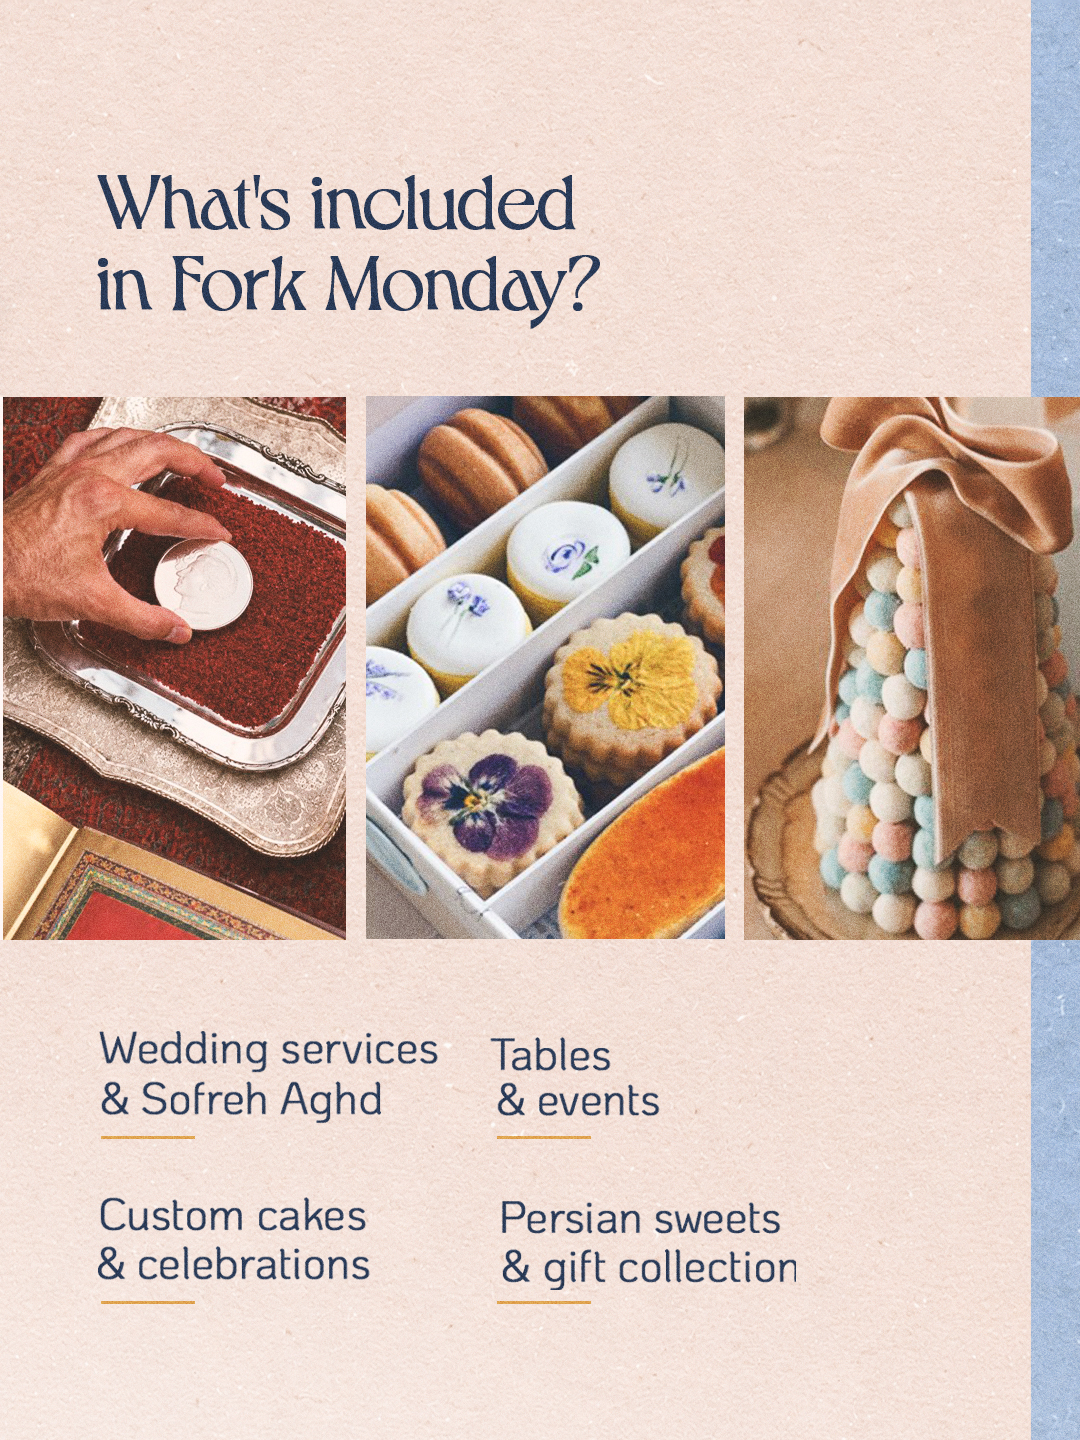 What's included
in Fork Monday?
Wedding services
& Sofreh Aghd
Tables
& events
Custom cakes
& celebrations
Persian sweets
& gift collection